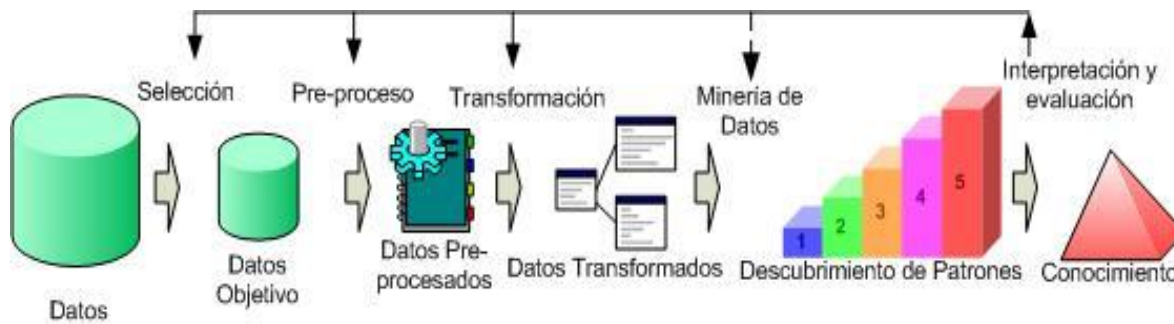 Selección
Pre-proceso
Transformación
Minería de
Datos
Interpretación y
evaluación
1
2
3
4
5
Datos
Datos
Objetivo
Datos Pre-
procesados
Datos Transformados
Descubrimiento de Patrones
Conocimiento